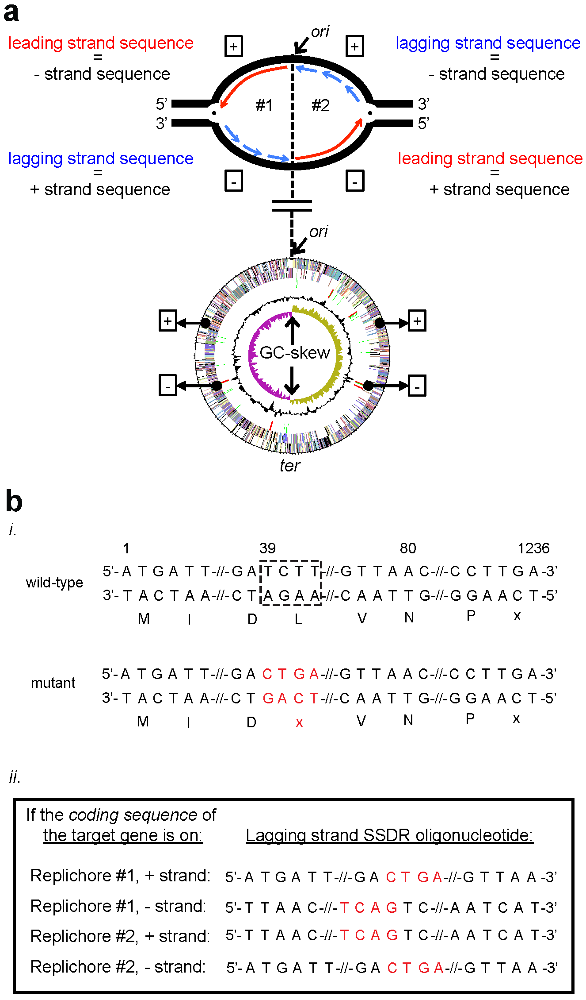 a
ori
+ +
leading strand sequence
=
- strand sequence
lagging strand sequence
=
- strand sequence
5’ #1 #2 3’
3’ 5’
lagging strand sequence
=
+ strand sequence
leading strand sequence
=
+ strand sequence
- -
ori
+ +
GC-skew
- -
ter
b
i.
1 39 80 1236
wild-type
5’- A T G A T T -//- G A T C T T -//- G T T A A C -//- C C T T G A -3’
3’- T A C T A A -//- C T A G A A -//- C A A T T G -//- G G A A C T -5’
M I D L V N P x
mutant
5’- A T G A T T -//- G A C T G A -//- G T T A A C -//- C C T T G A -3’
3’- T A C T A A -//- C T G A C T -//- C A A T T G -//- G G A A C T -5’
M I D x V N P x
ii.
If the coding sequence of
the target gene is on: Lagging strand SSDR oligonucleotide:
Replichore #1, + strand: 5’- A T G A T T -//- G A C T G A -//- G T T A A -3’
Replichore #1, - strand: 5’- T T A A C -//- T C A G T C -//- A A T C A T -3’
Replichore #2, + strand: 5’- T T A A C -//- T C A G T C -//- A A T C A T -3’
Replichore #2, - strand: 5’- A T G A T T -//- G A C T G A -//- G T T A A -3’